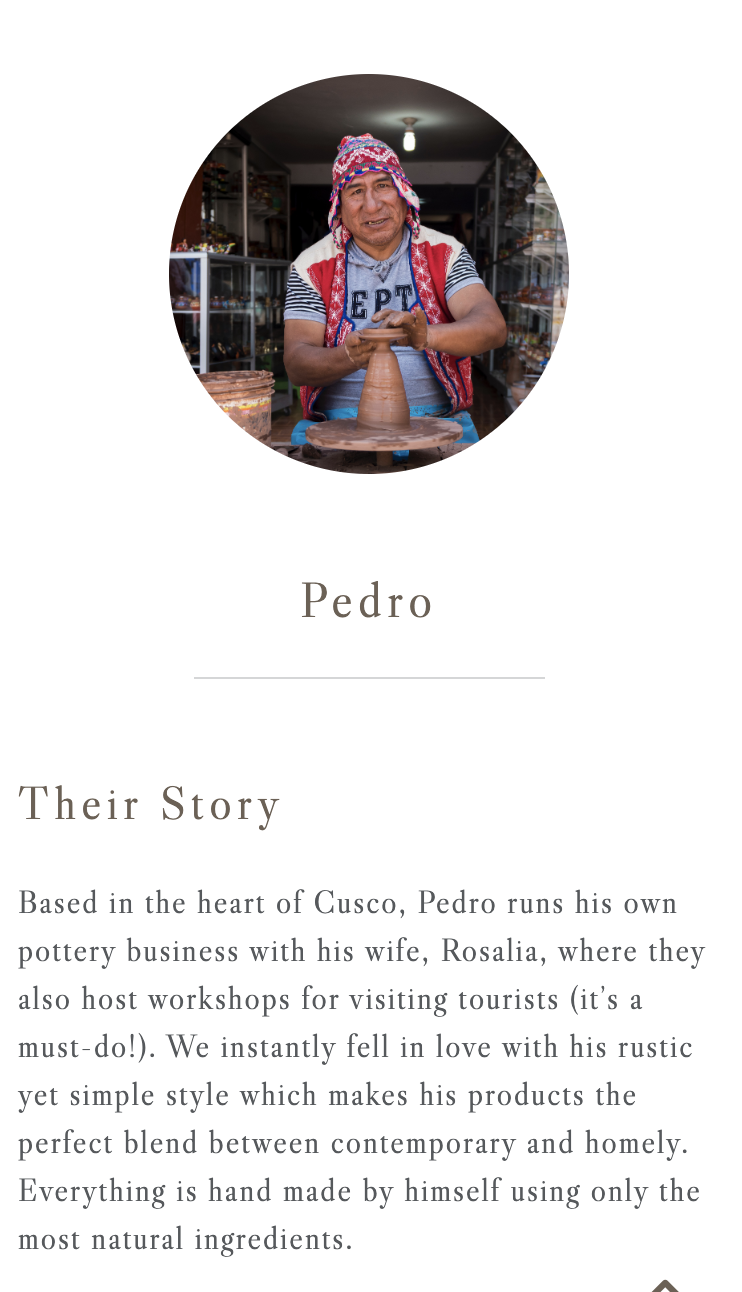 EPT
Pedro
Their Story
Based in the heart of Cusco, Pedro runs his own
pottery business with his wife, Rosalia, where they
also host workshops for visiting tourists (it’s a
must-do!). We instantly fell in love with his rustic
yet simple style which makes his products the
perfect blend between contemporary and homely.
Everything is hand made by himself using only the
most natural ingredients.